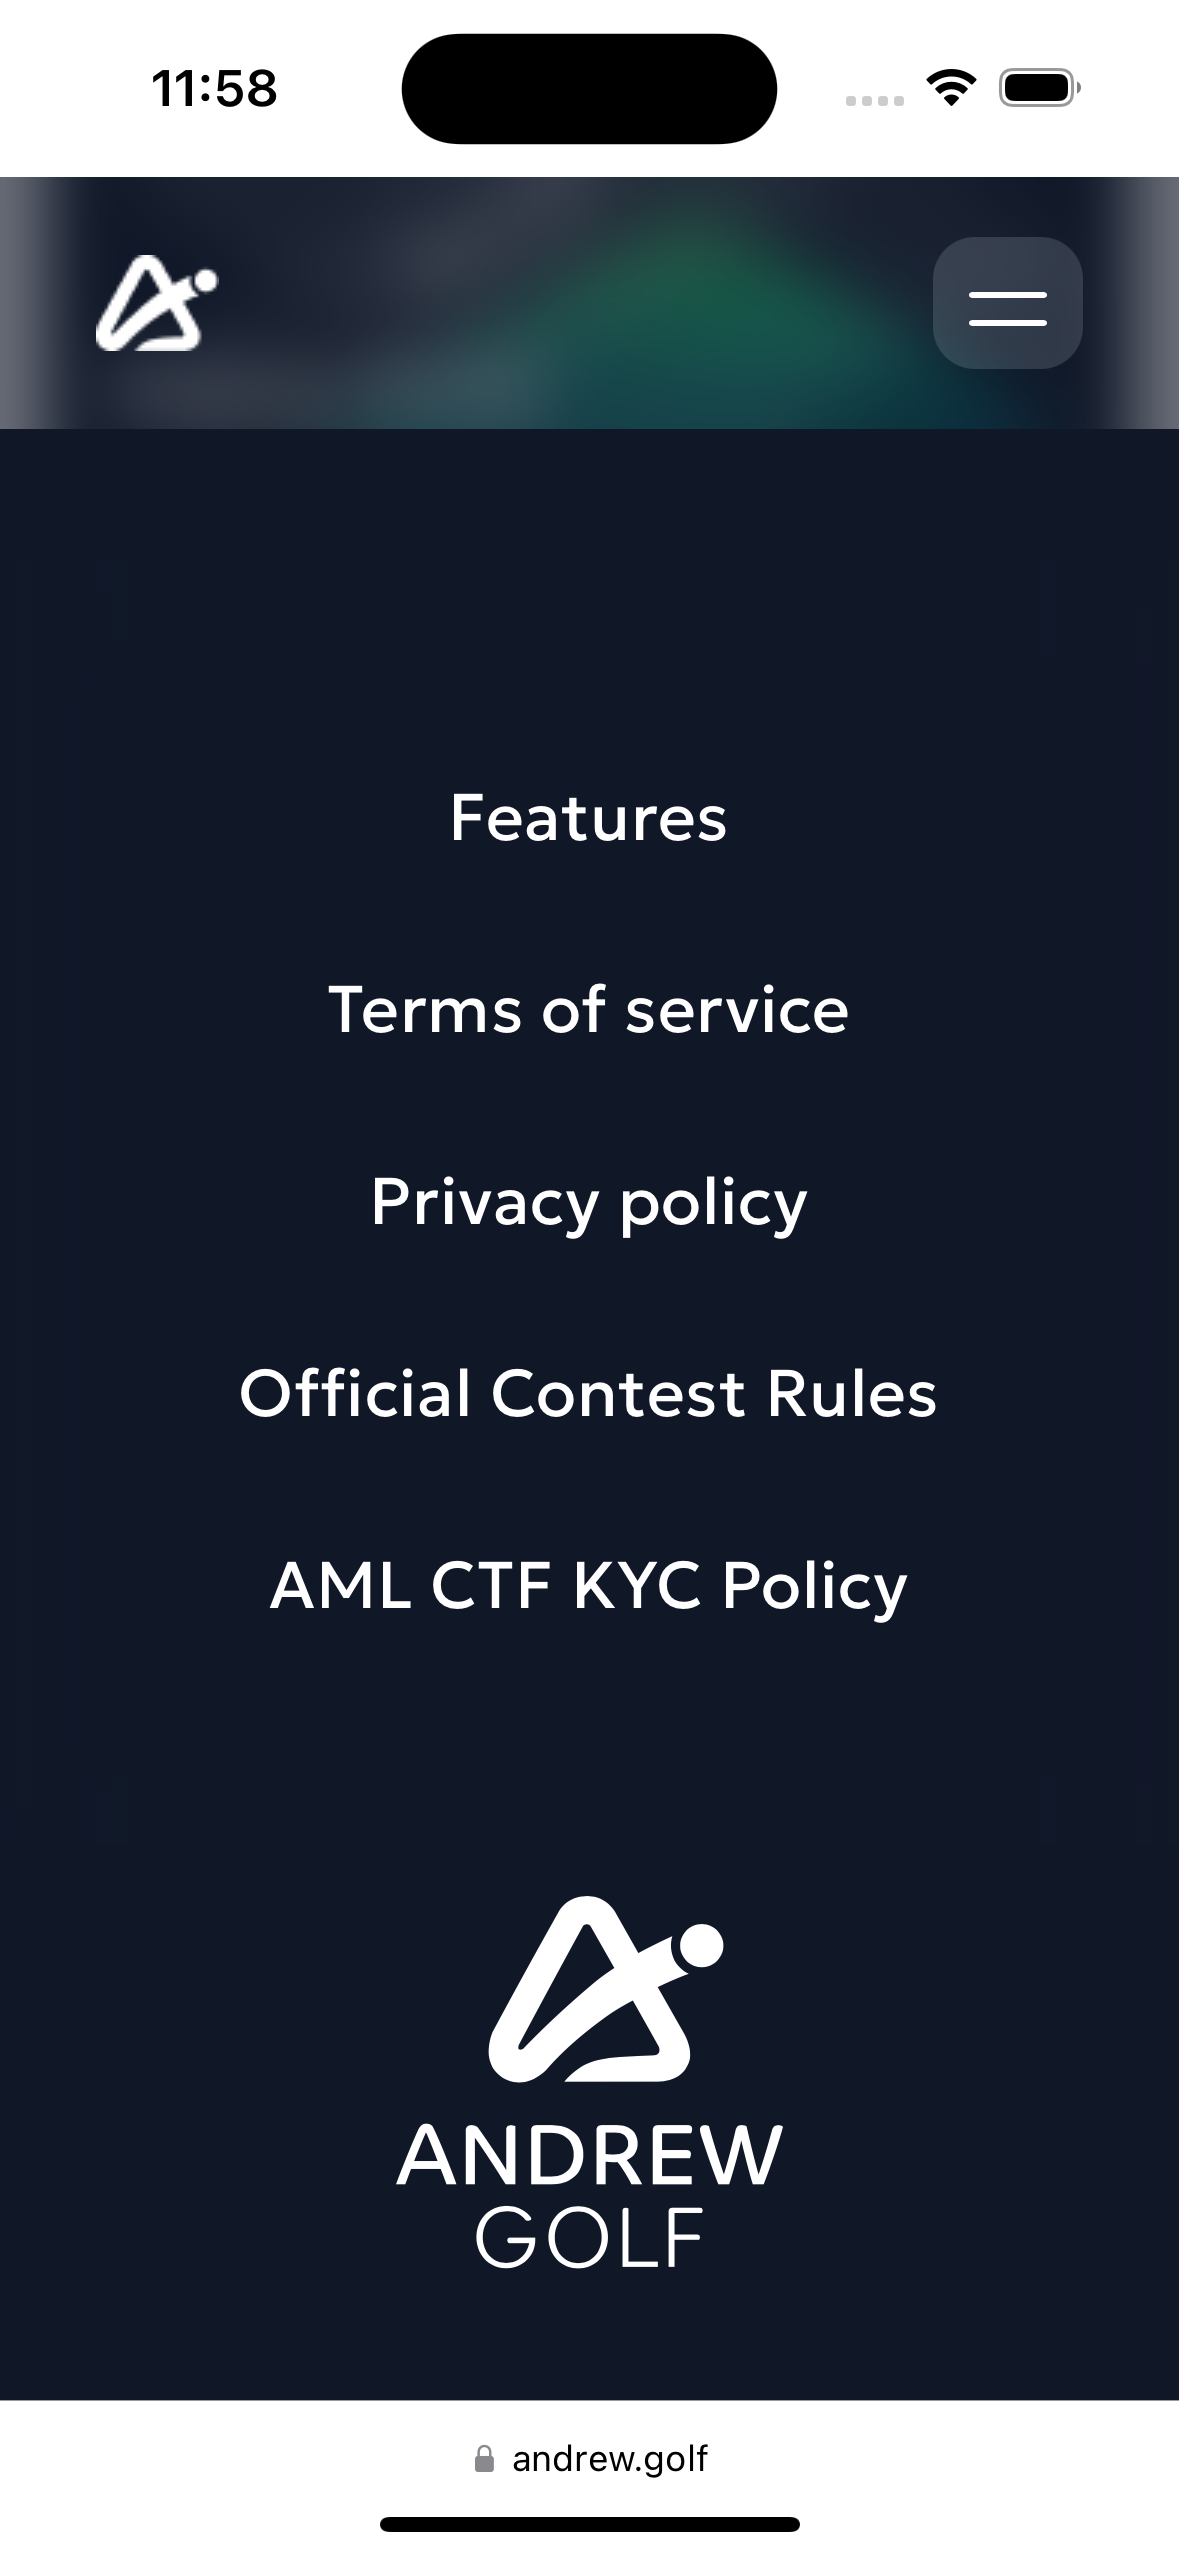 11:58
Features
Terms of service
Privacy policy
Official Contest Rules
AML CTF KYC Policy
ANDREW
GOLF
andrew.golf